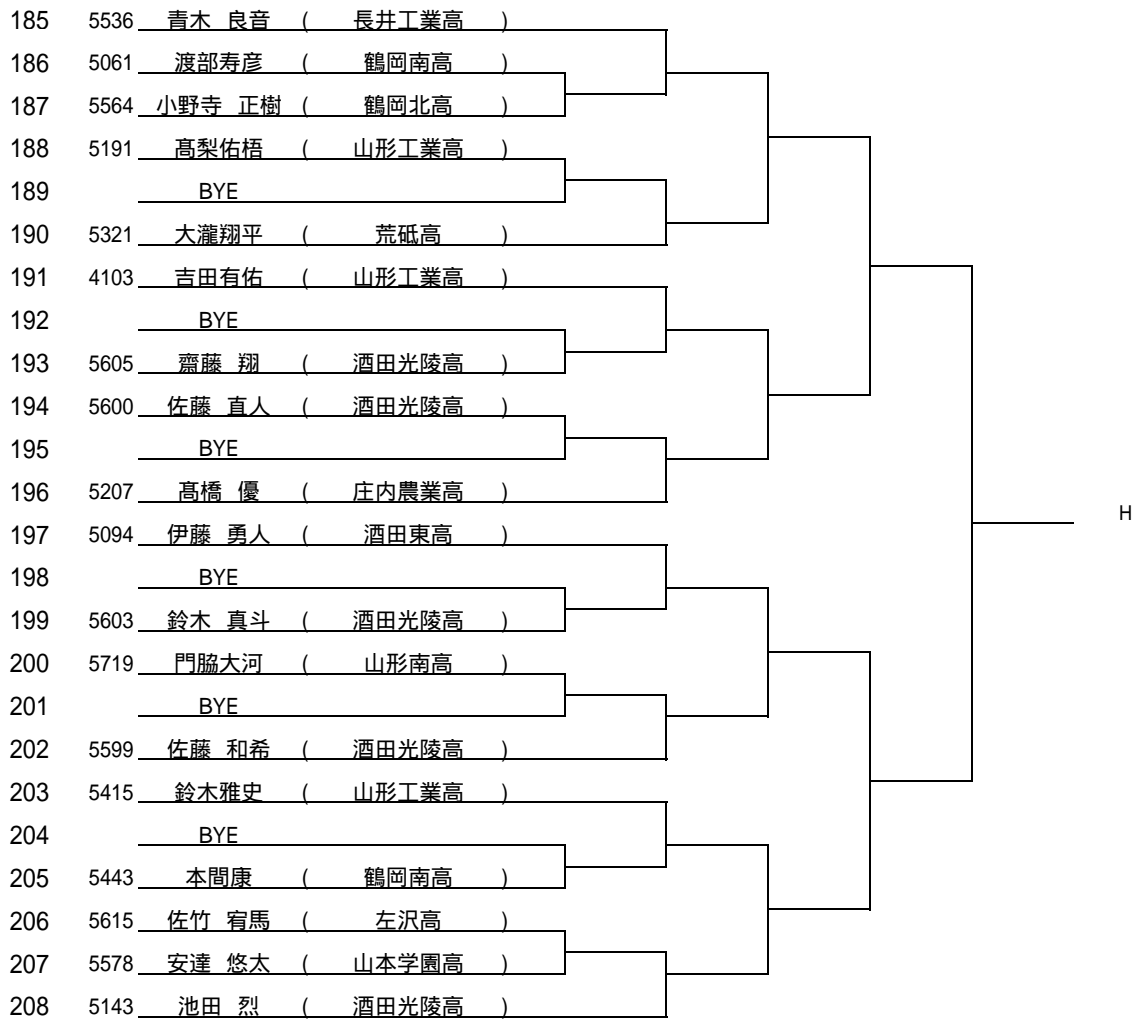 185 5536 青木 良音 ( 長井工業高 )
186 5061 渡部寿彦 ( 鶴岡南高 )
187 5564 小野寺 正樹 ( 鶴岡北高 )
188 5191 髙梨佑梧 ( 山形工業高 )
189 BYE
190 5321 大瀧翔平 ( 荒砥高 )
191 4103 吉田有佑 ( 山形工業高 )
192 BYE
193 5605 齋藤 翔 ( 酒田光陵高 )
194 5600 佐藤 直人 ( 酒田光陵高 )
195 BYE
196 5207 髙橋 優 ( 庄内農業高 )
197 5094 伊藤 勇人 ( 酒田東高 )
H
198 BYE
199 5603 鈴木 真斗 ( 酒田光陵高 )
200 5719 門脇大河 ( 山形南高 )
201 BYE
202 5599 佐藤 和希 ( 酒田光陵高 )
203 5415 鈴木雅史 ( 山形工業高 )
204 BYE
205 5443 本間康 ( 鶴岡南高 )
206 5615 佐竹 宥馬 ( 左沢高 )
207 5578 安達 悠太 ( 山本学園高 )
208 5143 池田 烈 ( 酒田光陵高 )